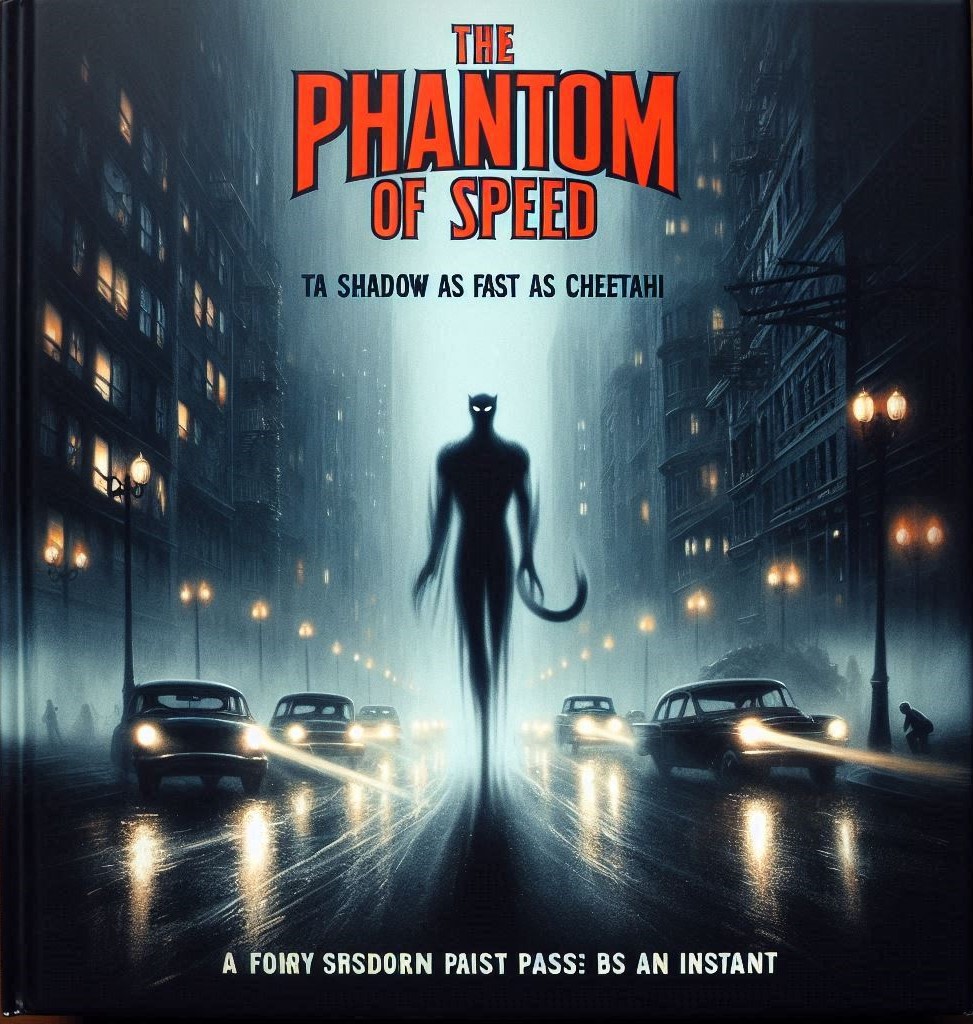 THE
PHANTOM
OF SPEED
TA SHADOW AS FAST AS CHEETAHI
A FOIRY SRSDORN PAIST PASS: BS AN INSTANT